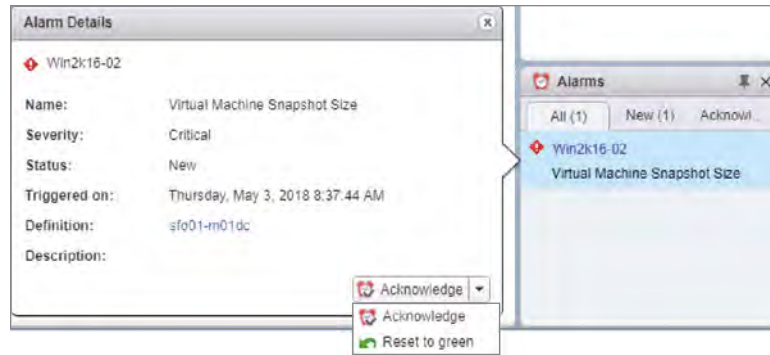 Alarm Details
Win2k16-02
Name: Virtual Machine Snapshot Size
Severity: Critical
Status: New
Triggered on: Thursday, May 3, 2018 8:37:44 AM
Definition: sfo01-m01dc
Description:
Acknowledge
Acknowledge
Reset to green
Alarms
All (1) New (1) Acknowl...
Win2k16-02
Virtual Machine Snapshot Size